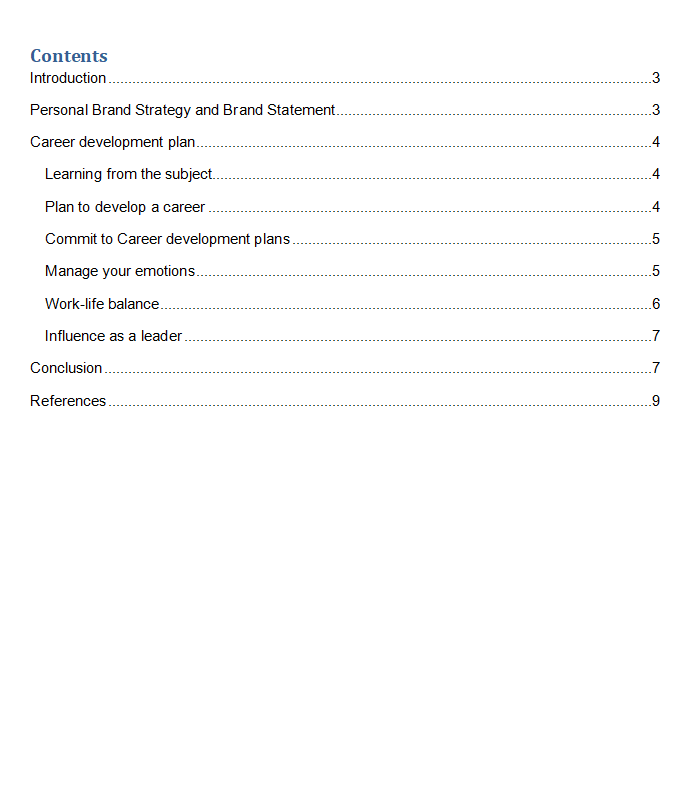 Contents
Introduction 3
Personal Brand Strategy and Brand Statement 3
Career development plan 4
Learning from the subject 4
Plan to develop a career 4
Commit to Career development plans 5
Manage your emotions 5
Work-life balance 6
Influence as a leader 7
Conclusion 7
References 9